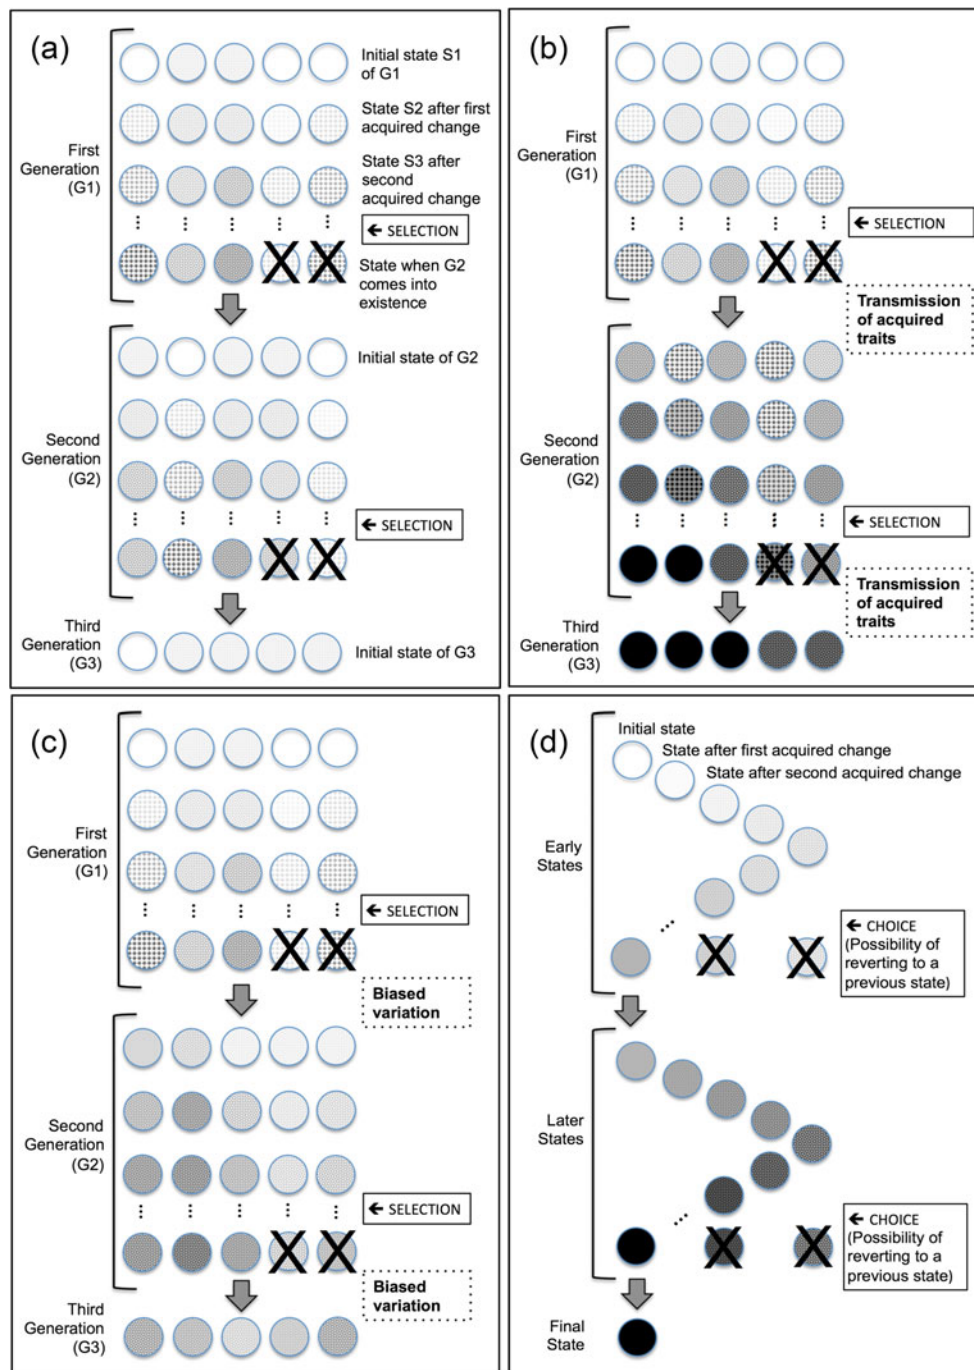 (a)
Initial state S1
of G1
State S2 after first
acquired change
First
Generation
(G1)
State S3 after
second
acquired change
← SELECTION
State when G2
comes into
existence
Initial state of G2
Second
Generation
(G2)
← SELECTION
Third
Generation
(G3)
Initial state of G3
(b)
First
Generation
(G1)
← SELECTION
Transmission
of acquired
traits
Second
Generation
(G2)
← SELECTION
Transmission
of acquired
traits
Third
Generation
(G3)
(c)
First
Generation
(G1)
← SELECTION
Biased
variation
Second
Generation
(G2)
← SELECTION
Biased
variation
Third
Generation
(G3)
(d)
Initial state
State after first acquired change
State after second acquired change
Early
States
← CHOICE
(Possibility of
reverting to a
previous state)
Later
States
← CHOICE
(Possibility of
reverting to a
previous state)
Final
State